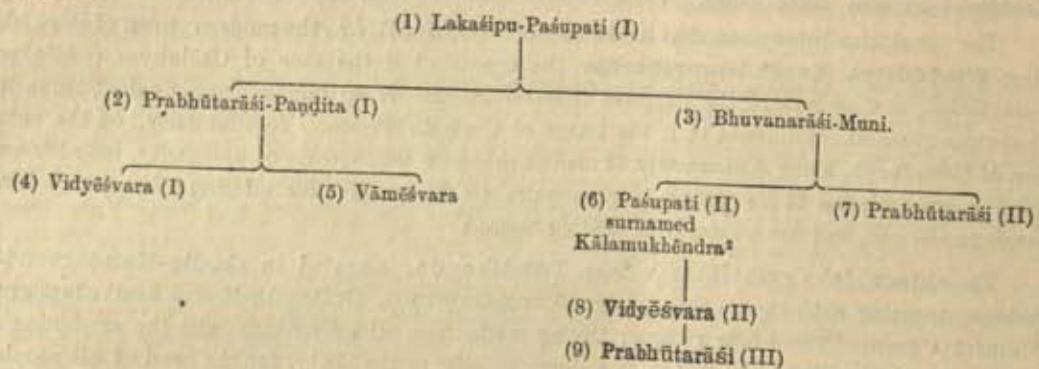 (1) Lakaśipu-Paśupati (I)
(2) Prabhūtarāśi-Paṇḍita (I)
(3) Bhuvanarāśi-Muni.
(4) Vidyēśvara (I)
(5) Vāmēśvara
(6) Paśupati (II)
surnamed
Kālamukhēndra²
(7) Prabhūtarāśi (II)
(8) Vidyēśvara (II)
(9) Prabhūtarāśi (III)